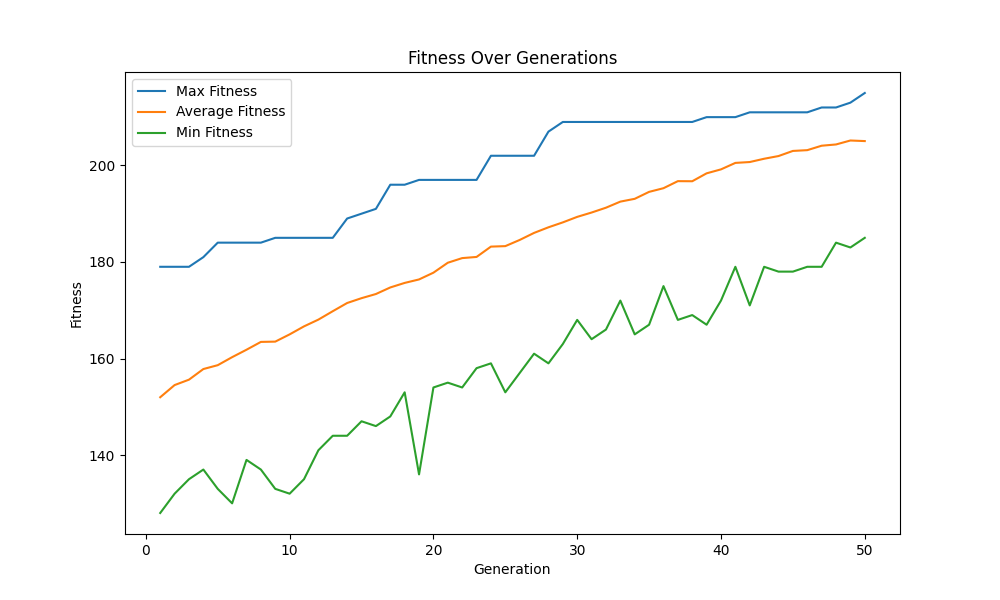 Fitness Over Generations
Max Fitness
Average Fitness
Min Fitness
Fitness
200
180
160
140
0 10 20 30 40 50
Generation